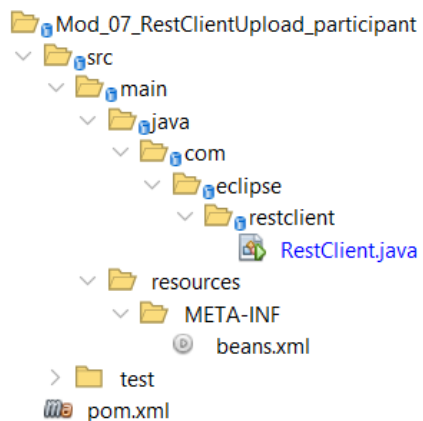 Mod_07_RestClientUpload_participant
src
main
java
com
eclipse
restclient
RestClient.java
resources
META-INF
beans.xml
test
pom.xml